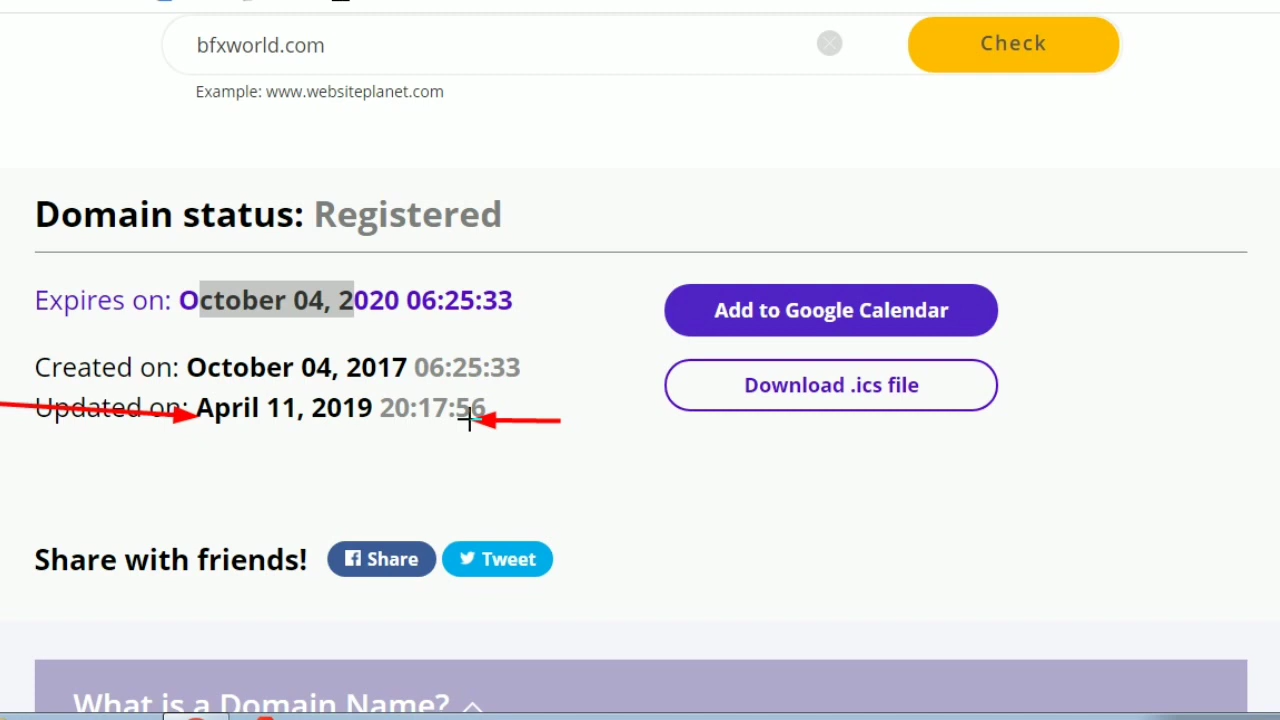 bfxworld.com
Check
Example: www.websiteplanet.com
Domain status: Registered
Expires on: October 04, 2020 06:25:33
Add to Google Calendar
Created on: October 04, 2017 06:25:33
Download .ics file
Updated on: April 11, 2019 20:17:56
Share with friends!
Share
Tweet
What is a Domain Name?